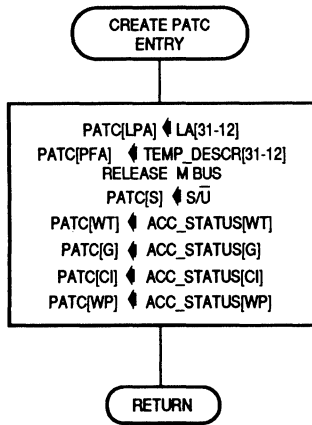 CREATE PATC
ENTRY
PATC[LPA] ⮜ LA[31-12]
PATC[PFA] ⮜ TEMP_DESCR[31-12]
RELEASE M BUS
PATC[S] ⮜ S/U̅
PATC[WT] ⮜ ACC_STATUS[WT]
PATC[G] ⮜ ACC_STATUS[G]
PATC[CI] ⮜ ACC_STATUS[CI]
PATC[WP] ⮜ ACC_STATUS[WP]
RETURN